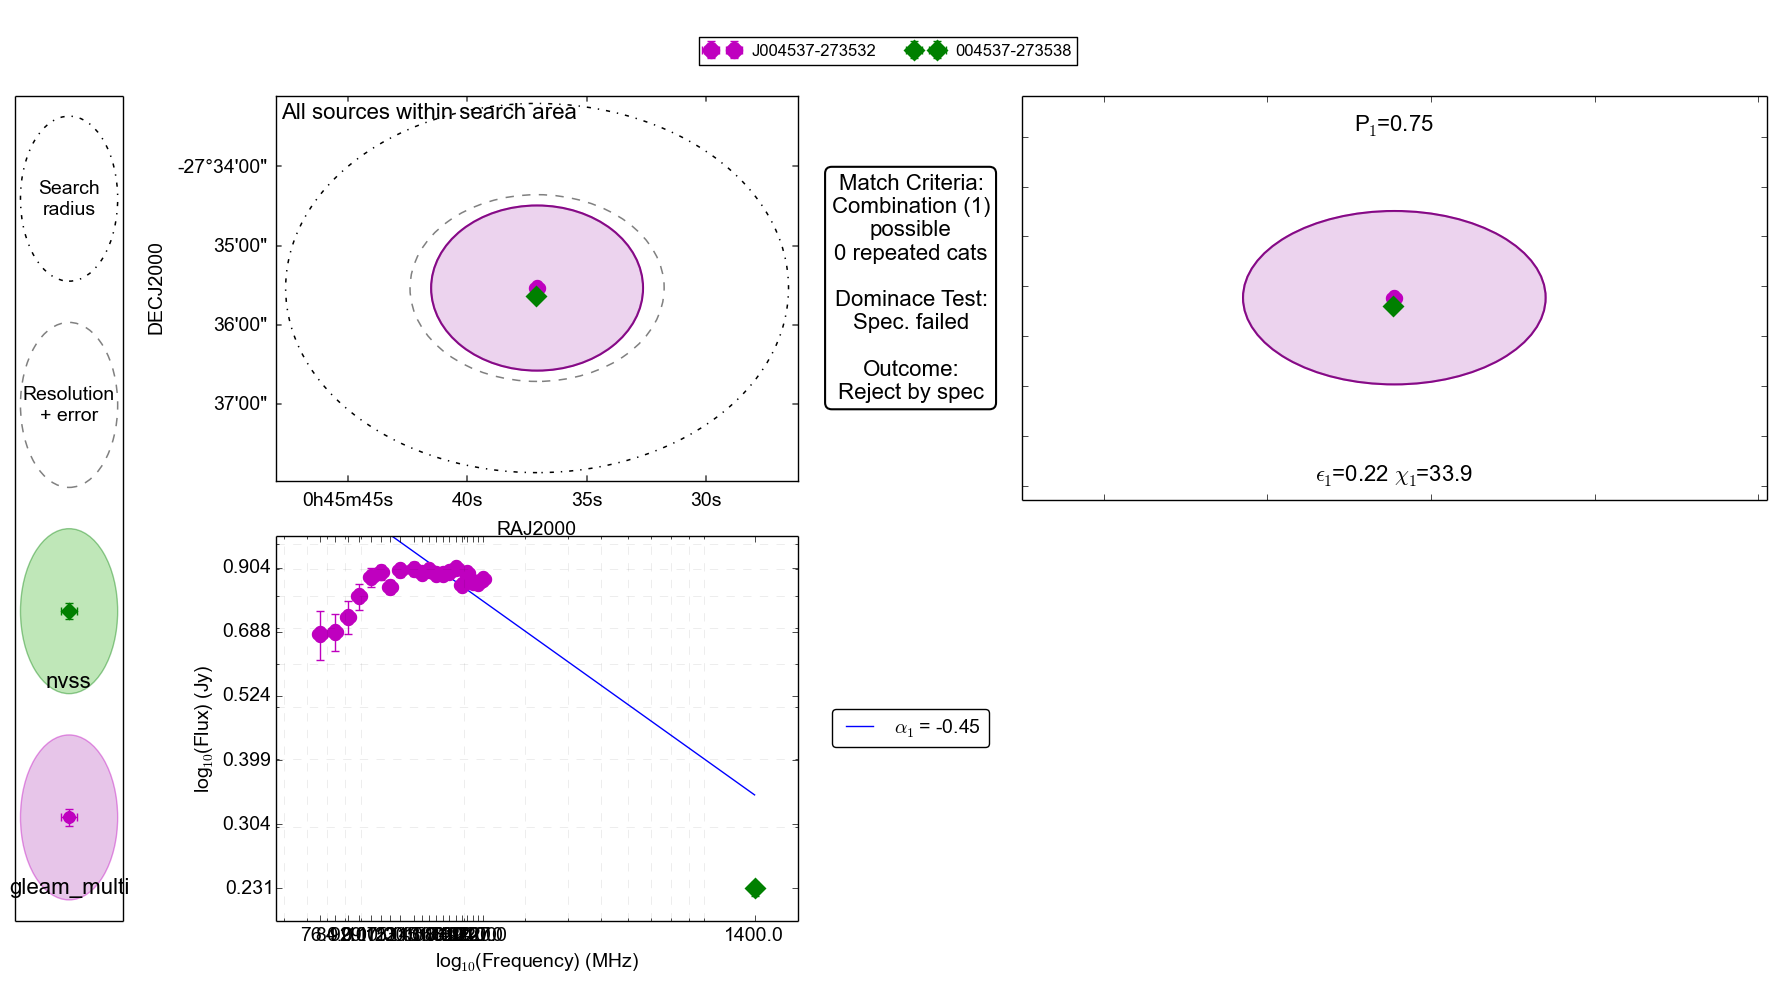 J004537-273532
004537-273538
Search
radius
Resolution
+ error
nvss
gleam_multi
All sources within search area
DECJ2000
-27°34'00"
35'00"
36'00"
37'00"
0h45m45s
40s
35s
30s
RAJ2000
Match Criteria:
Combination (1)
possible
0 repeated cats
Dominace Test:
Spec. failed
Outcome:
Reject by spec
P₁=0.75
ϵ₁=0.22 χ₁=33.9
log₁₀(Flux) (Jy)
0.904
0.688
0.524
0.399
0.304
0.231
1400.0
log₁₀(Frequency) (MHz)
α₁ = -0.45